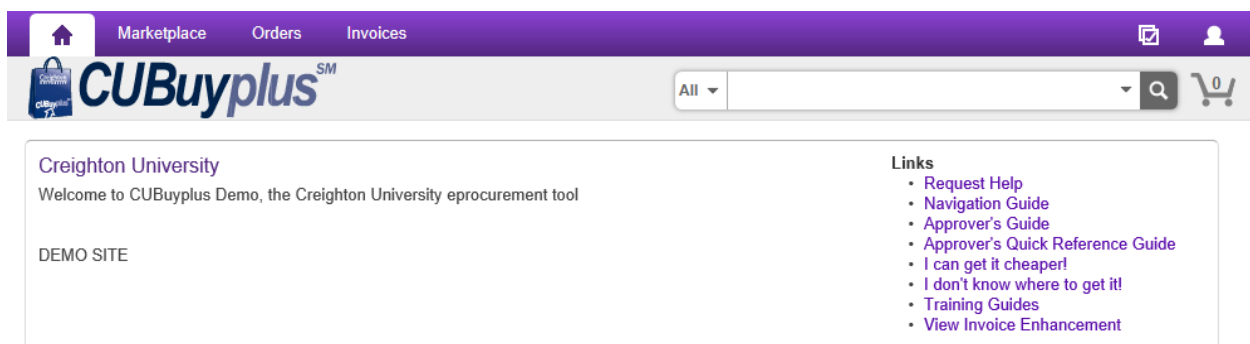 Marketplace Orders Invoices
CUBuyplus SM
All
0
Creighton University
Welcome to CUBuyplus Demo, the Creighton University eprocurement tool
DEMO SITE
Links
• Request Help
• Navigation Guide
• Approver's Guide
• Approver's Quick Reference Guide
• I can get it cheaper!
• I don't know where to get it!
• Training Guides
• View Invoice Enhancement